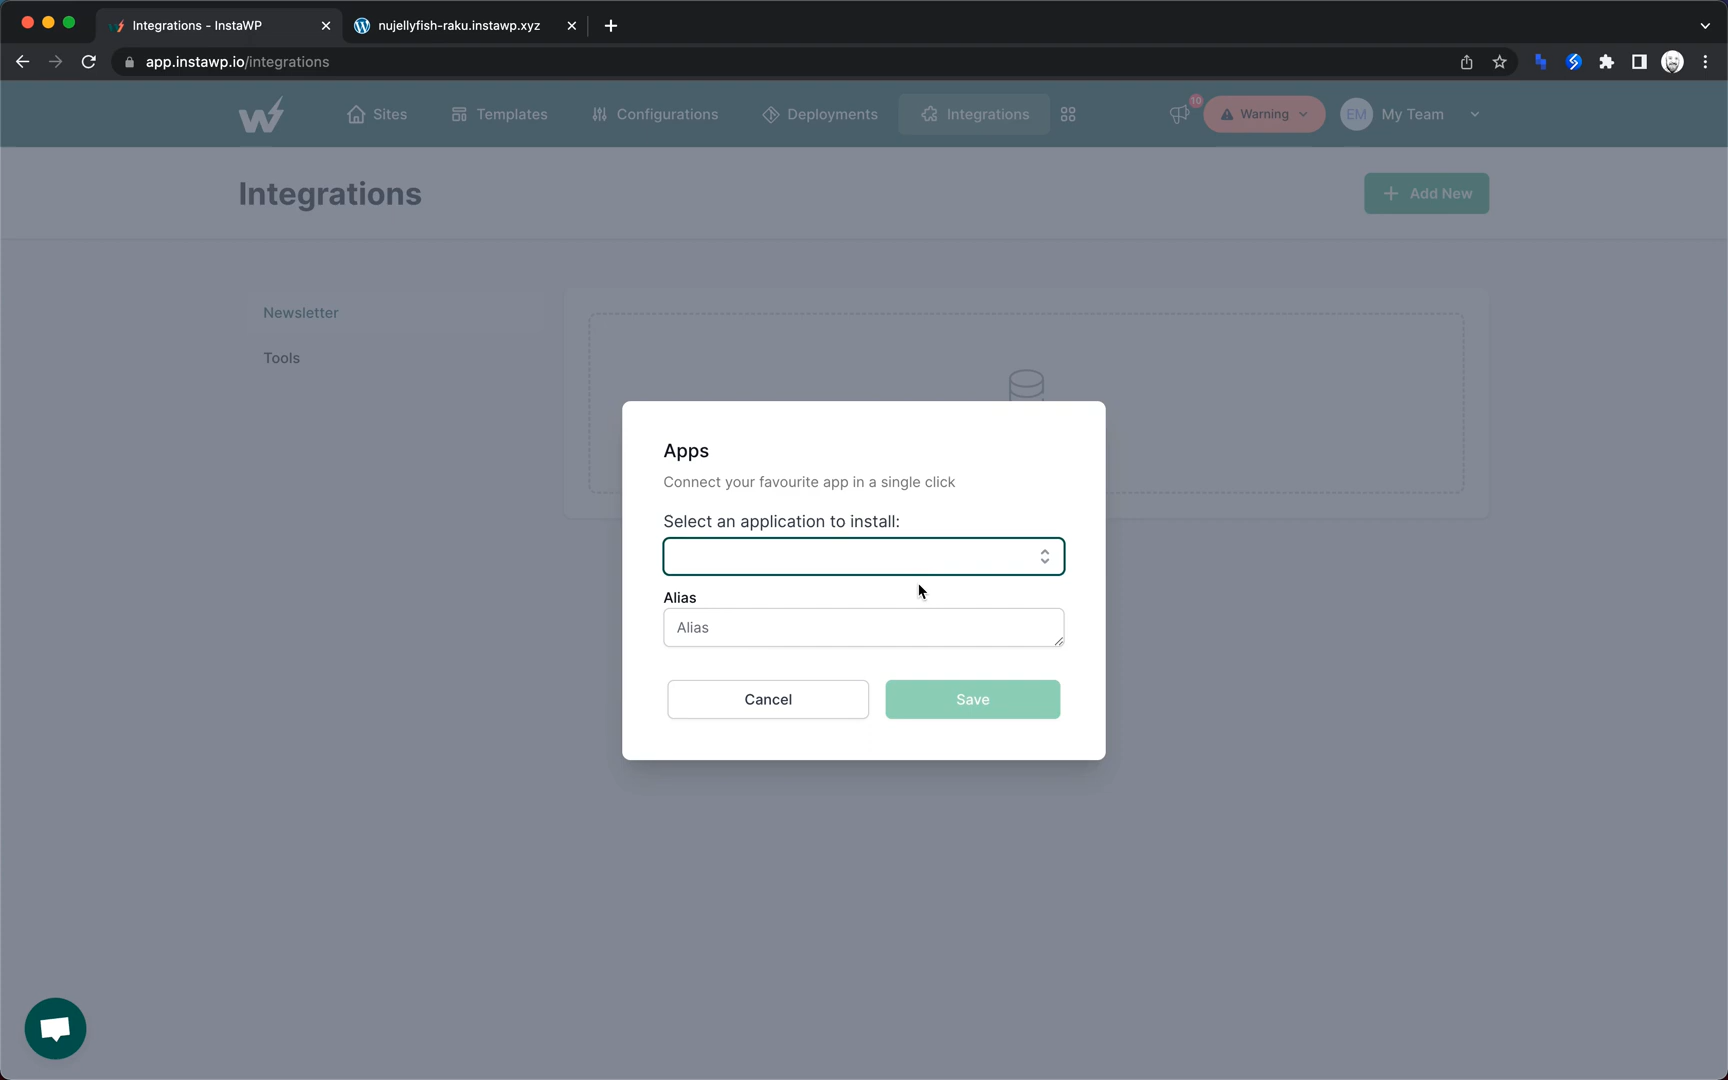 Integrations - InstaWP
nujellyfish-raku.instawp.xyz
app.instawp.io/integrations
Sites
Templates
Configurations
Deployments
Integrations
10
Warning
EM
My Team
Integrations
Add New
Newsletter
Tools
Apps
Connect your favourite app in a single click
Select an application to install:
Alias
Alias
Cancel
Save